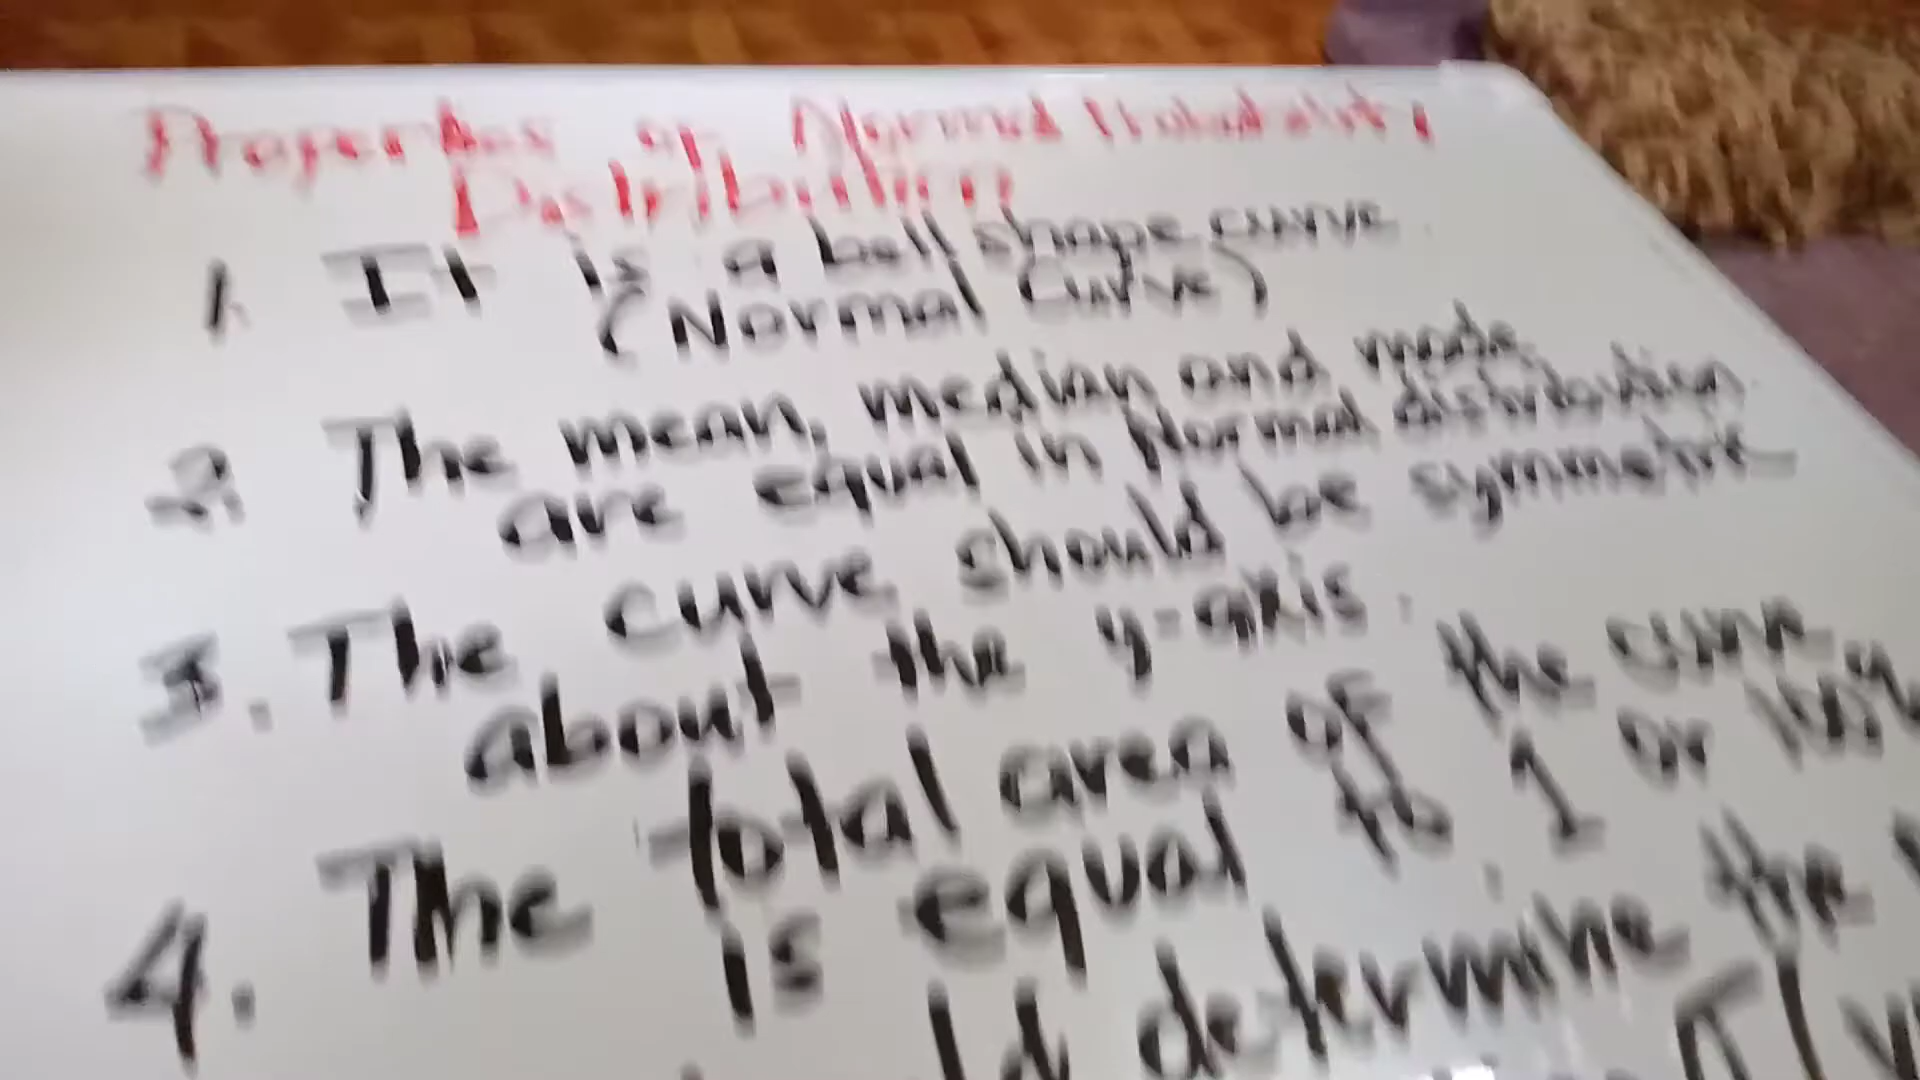 Properties of Normal Probability
Distribution
1. It is a bell shape curve
(Normal Curve)
2. The mean, median and mode
are equal in Normal distribution
3. The curve should be symmetric
about the y-axis.
4. The total area of the curve
is equal to 1 or 100%
determine the